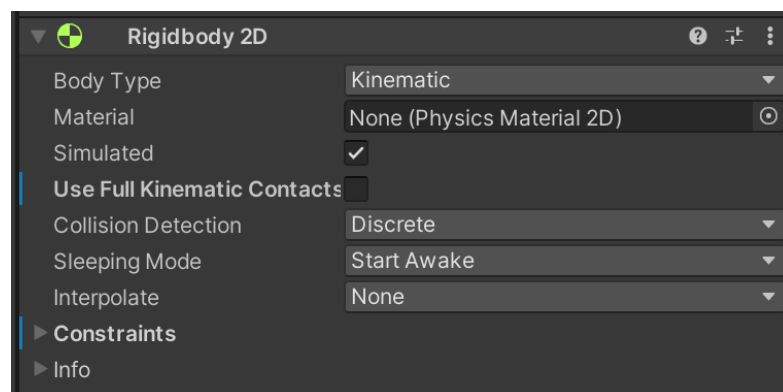 Rigidbody 2D
Body Type Kinematic
Material None (Physics Material 2D)
Simulated
Use Full Kinematic Contacts
Collision Detection Discrete
Sleeping Mode Start Awake
Interpolate None
Constraints
Info